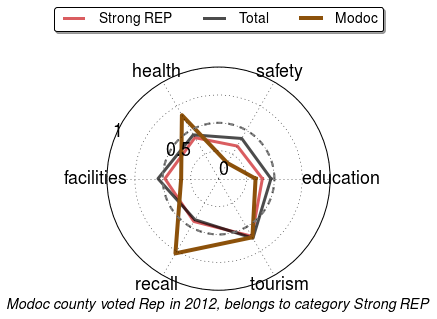 Strong REP Total Modoc
health safety
1
0.5
0
facilities education
recall tourism
Modoc county voted Rep in 2012, belongs to category Strong REP